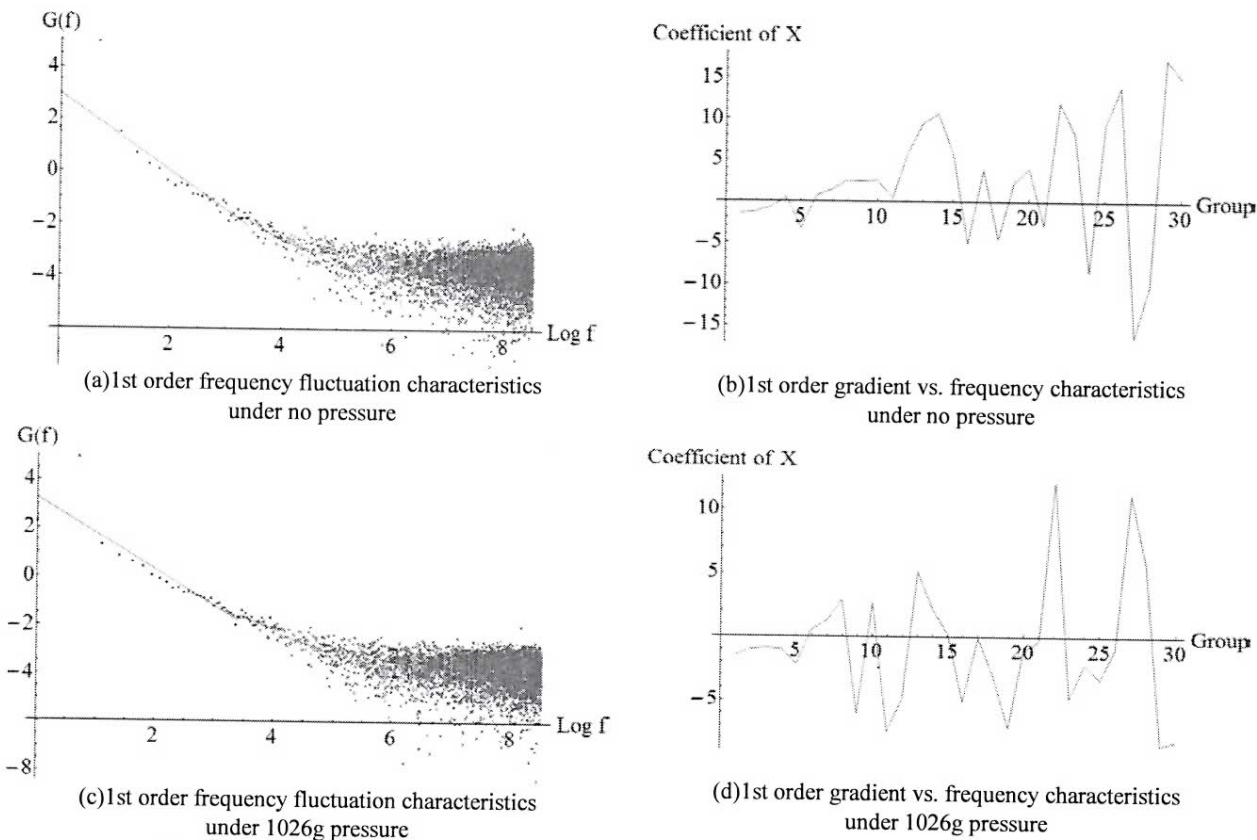 G(f)
4
2
0
−2
−4
2
4
6
8
Log f
(a)1st order frequency fluctuation characteristics
under no pressure
Coefficient of X
15
10
5
−5
−10
−15
5
10
15
20
25
30
Group
(b)1st order gradient vs. frequency characteristics
under no pressure
G(f)
4
2
0
−2
−4
−8
2
4
6
8
Log f
(c)1st order frequency fluctuation characteristics
under 1026g pressure
Coefficient of X
10
5
−5
5
10
15
20
25
30
Group
(d)1st order gradient vs. frequency characteristics
under 1026g pressure